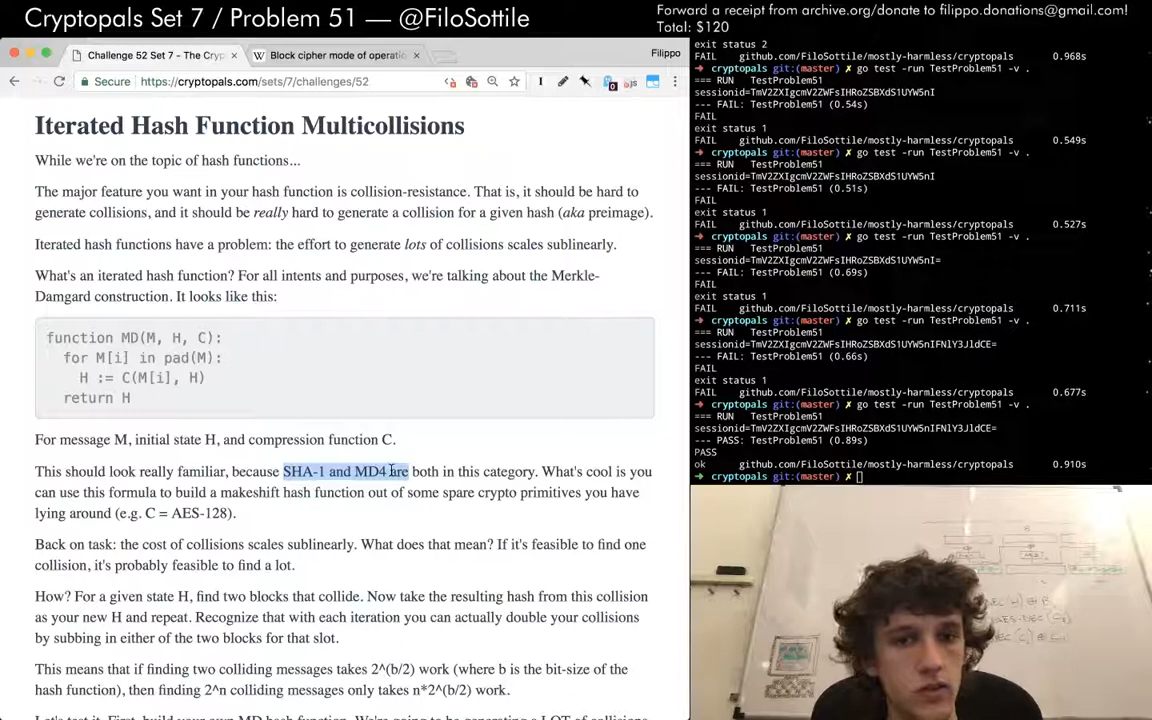 Cryptopals Set 7 / Problem 51 — @FiloSottile
Forward a receipt from archive.org/donate to filippo.donations@gmail.com!
Total: $120
Challenge 52 Set 7 - The Cryp
Block cipher mode of operatio
Filippo
Secure
https://cryptopals.com/sets/7/challenges/52
Iterated Hash Function Multicollisions
While we're on the topic of hash functions...
The major feature you want in your hash function is collision-resistance. That is, it should be hard to
generate collisions, and it should be really hard to generate a collision for a given hash (aka preimage).
Iterated hash functions have a problem: the effort to generate lots of collisions scales sublinearly.
What's an iterated hash function? For all intents and purposes, we're talking about the Merkle-
Damgard construction. It looks like this:
function MD(M, H, C):
for M[i] in pad(M):
H := C(M[i], H)
return H
For message M, initial state H, and compression function C.
This should look really familiar, because SHA-1 and MD4 are both in this category. What's cool is you
can use this formula to build a makeshift hash function out of some spare crypto primitives you have
lying around (e.g. C = AES-128).
Back on task: the cost of collisions scales sublinearly. What does that mean? If it's feasible to find one
collision, it's probably feasible to find a lot.
How? For a given state H, find two blocks that collide. Now take the resulting hash from this collision
as your new H and repeat. Recognize that with each iteration you can actually double your collisions
by subbing in either of the two blocks for that slot.
This means that if finding two colliding messages takes 2^(b/2) work (where b is the bit-size of the
hash function), then finding 2^n colliding messages only takes n*2^(b/2) work.
Let's test it. First, build your own MD hash function. We're going to be generating a LOT of collisions
exit status 2
FAIL github.com/FiloSottile/mostly-harmless/cryptopals 0.968s
➜ cryptopals git:(master) ✗ go test -run TestProblem51 -v .
=== RUN TestProblem51
sessionid=TmV2ZXIgcmV2ZWFsIHRoZSBXdS1UYW5nI
--- FAIL: TestProblem51 (0.54s)
FAIL
exit status 1
FAIL github.com/FiloSottile/mostly-harmless/cryptopals 0.549s
➜ cryptopals git:(master) ✗ go test -run TestProblem51 -v .
=== RUN TestProblem51
sessionid=TmV2ZXIgcmV2ZWFsIHRoZSBXdS1UYW5nI
--- FAIL: TestProblem51 (0.51s)
FAIL
exit status 1
FAIL github.com/FiloSottile/mostly-harmless/cryptopals 0.527s
➜ cryptopals git:(master) ✗ go test -run TestProblem51 -v .
=== RUN TestProblem51
sessionid=TmV2ZXIgcmV2ZWFsIHRoZSBXdS1UYW5nI=
--- FAIL: TestProblem51 (0.69s)
FAIL
exit status 1
FAIL github.com/FiloSottile/mostly-harmless/cryptopals 0.711s
➜ cryptopals git:(master) ✗ go test -run TestProblem51 -v .
=== RUN TestProblem51
sessionid=TmV2ZXIgcmV2ZWFsIHRoZSBXdS1UYW5nIFNlY3JldCE=
--- FAIL: TestProblem51 (0.66s)
FAIL
exit status 1
FAIL github.com/FiloSottile/mostly-harmless/cryptopals 0.677s
➜ cryptopals git:(master) ✗ go test -run TestProblem51 -v .
=== RUN TestProblem51
sessionid=TmV2ZXIgcmV2ZWFsIHRoZSBXdS1UYW5nIFNlY3JldCE=
--- PASS: TestProblem51 (0.89s)
PASS
ok github.com/FiloSottile/mostly-harmless/cryptopals 0.910s
➜ cryptopals git:(master) ✗